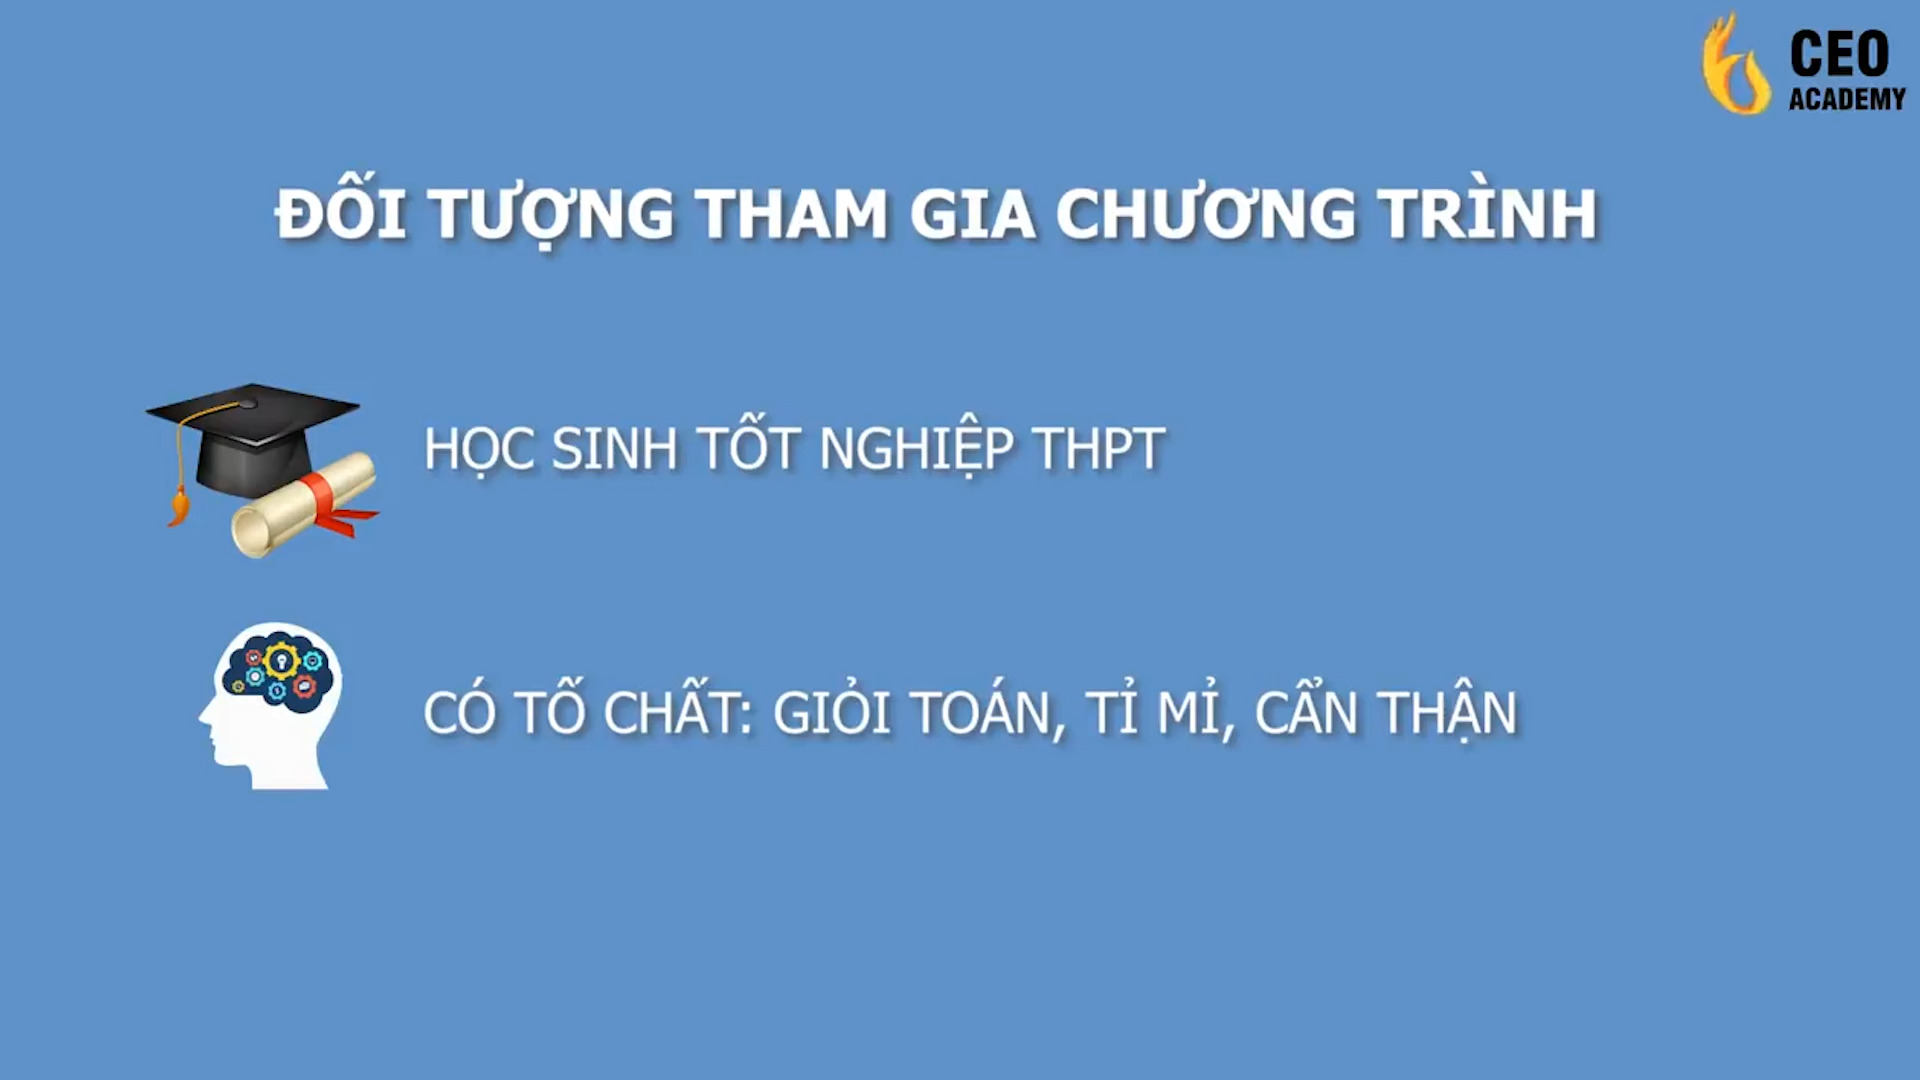 CEO
ACADEMY
ĐỐI TƯỢNG THAM GIA CHƯƠNG TRÌNH
HỌC SINH TỐT NGHIỆP THPT
CÓ TỐ CHẤT: GIỎI TOÁN, TỈ MỈ, CẨN THẬN